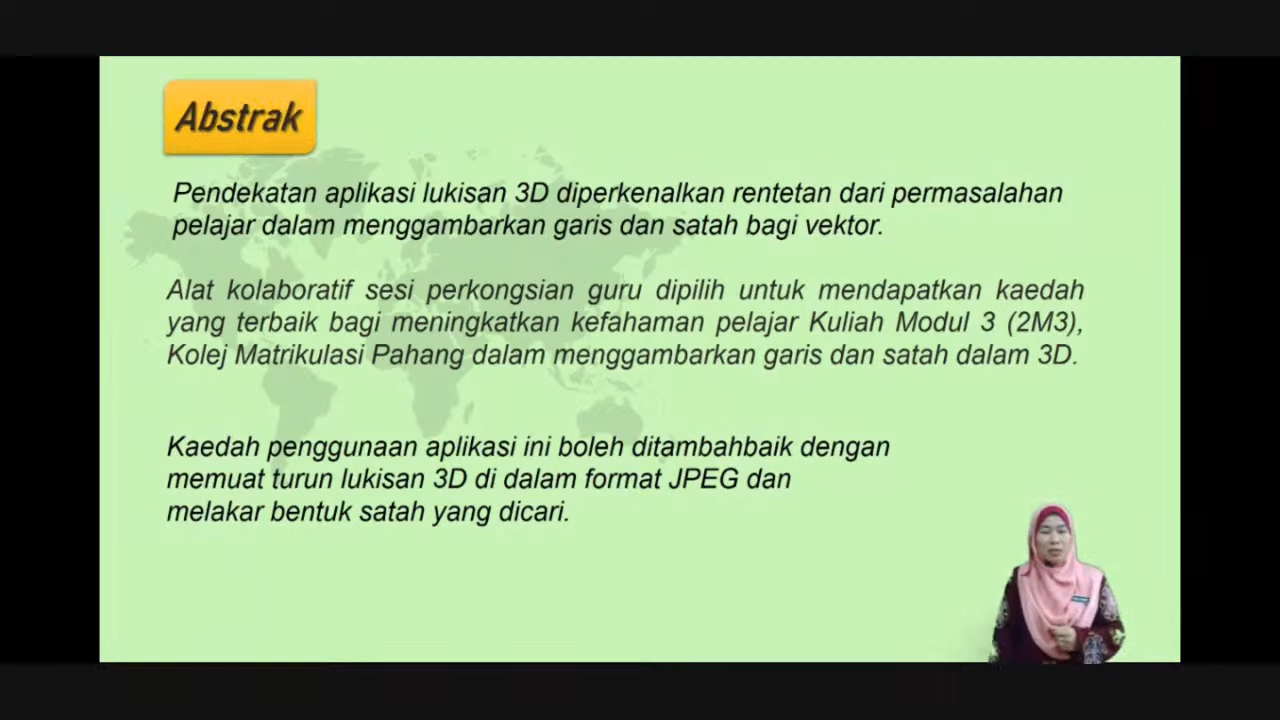 Abstrak
Pendekatan aplikasi lukisan 3D diperkenalkan rentetan dari permasalahan
pelajar dalam menggambarkan garis dan satah bagi vektor.
Alat kolaboratif sesi perkongsian guru dipilih untuk mendapatkan kaedah
yang terbaik bagi meningkatkan kefahaman pelajar Kuliah Modul 3 (2M3),
Kolej Matrikulasi Pahang dalam menggambarkan garis dan satah dalam 3D.
Kaedah penggunaan aplikasi ini boleh ditambahbaik dengan
memuat turun lukisan 3D di dalam format JPEG dan
melakar bentuk satah yang dicari.